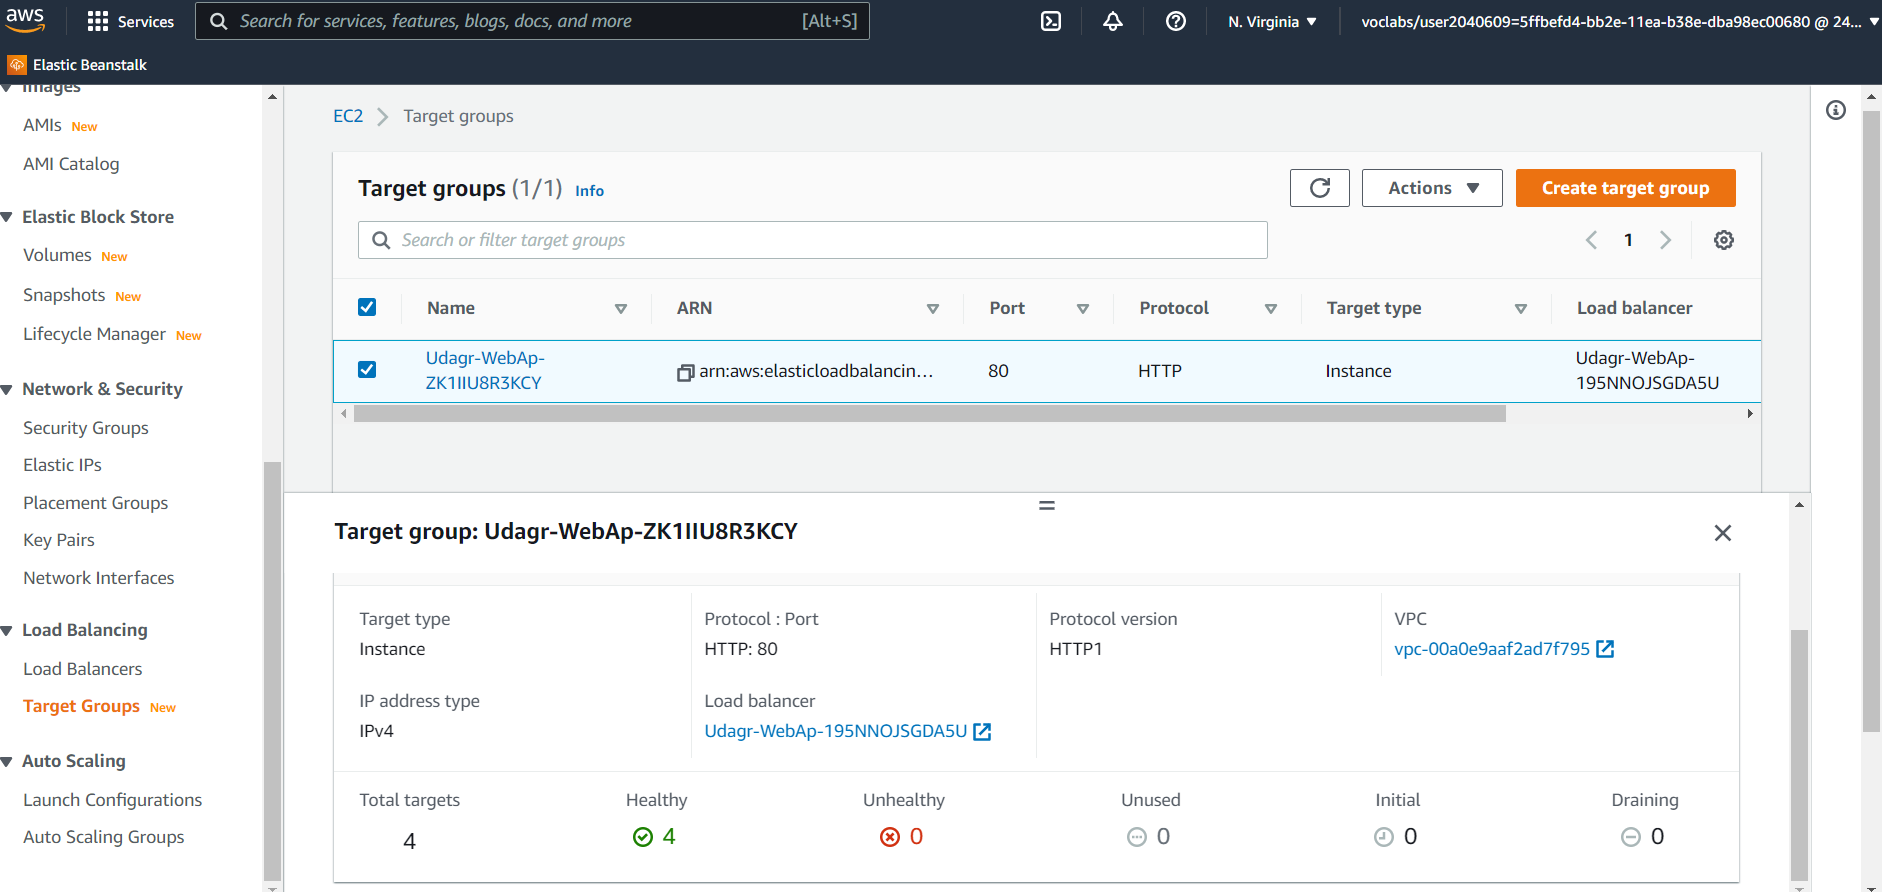 aws
Services
Search for services, features, blogs, docs, and more
[Alt+S]
N. Virginia
voclabs/user2040609=5ffbefd4-bb2e-11ea-b38e-dba98ec00680 @ 24...
Elastic Beanstalk
Images
AMIs New
AMI Catalog
Elastic Block Store
Volumes New
Snapshots New
Lifecycle Manager New
Network & Security
Security Groups
Elastic IPs
Placement Groups
Key Pairs
Network Interfaces
Load Balancing
Load Balancers
Target Groups New
Auto Scaling
Launch Configurations
Auto Scaling Groups
EC2
Target groups
Target groups (1/1) Info
Actions
Create target group
Search or filter target groups
1
Name
ARN
Port
Protocol
Target type
Load balancer
Udagr-WebAp-
ZK1IIU8R3KCY
arn:aws:elasticloadbalancin...
80
HTTP
Instance
Udagr-WebAp-
195NNOJSGDA5U
Target group: Udagr-WebAp-ZK1IIU8R3KCY
Target type
Instance
Protocol : Port
HTTP: 80
Protocol version
HTTP1
VPC
vpc-00a0e9aaf2ad7f795
IP address type
IPv4
Load balancer
Udagr-WebAp-195NNOJSGDA5U
Total targets
4
Healthy
4
Unhealthy
0
Unused
0
Initial
0
Draining
0